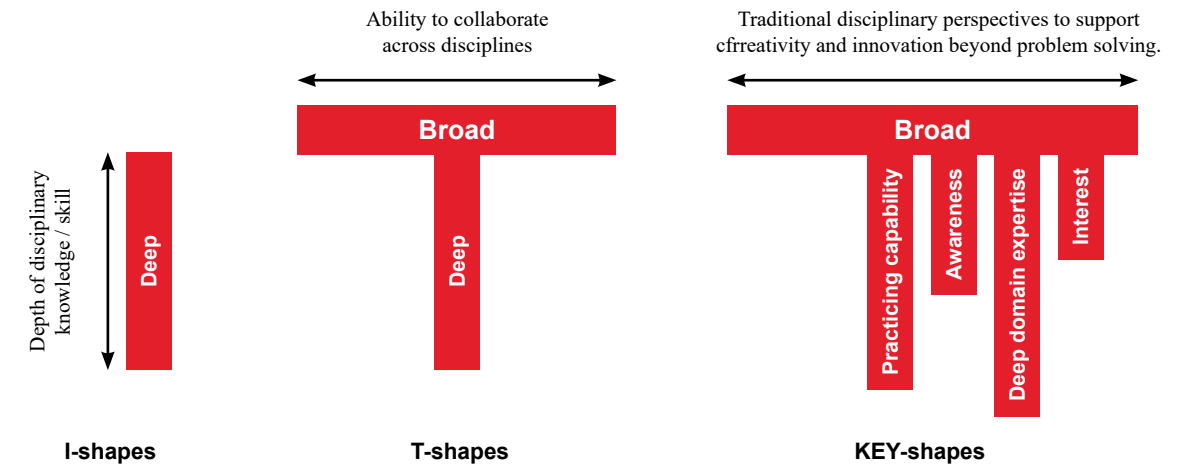 Depth of disciplinary
knowledge / skill
Deep
I-shapes
Ability to collaborate
across disciplines
Broad
Deep
T-shapes
Traditional disciplinary perspectives to support
cfrreativity and innovation beyond problem solving.
Broad
Practicing capability
Awareness
Deep domain expertise
Interest
KEY-shapes